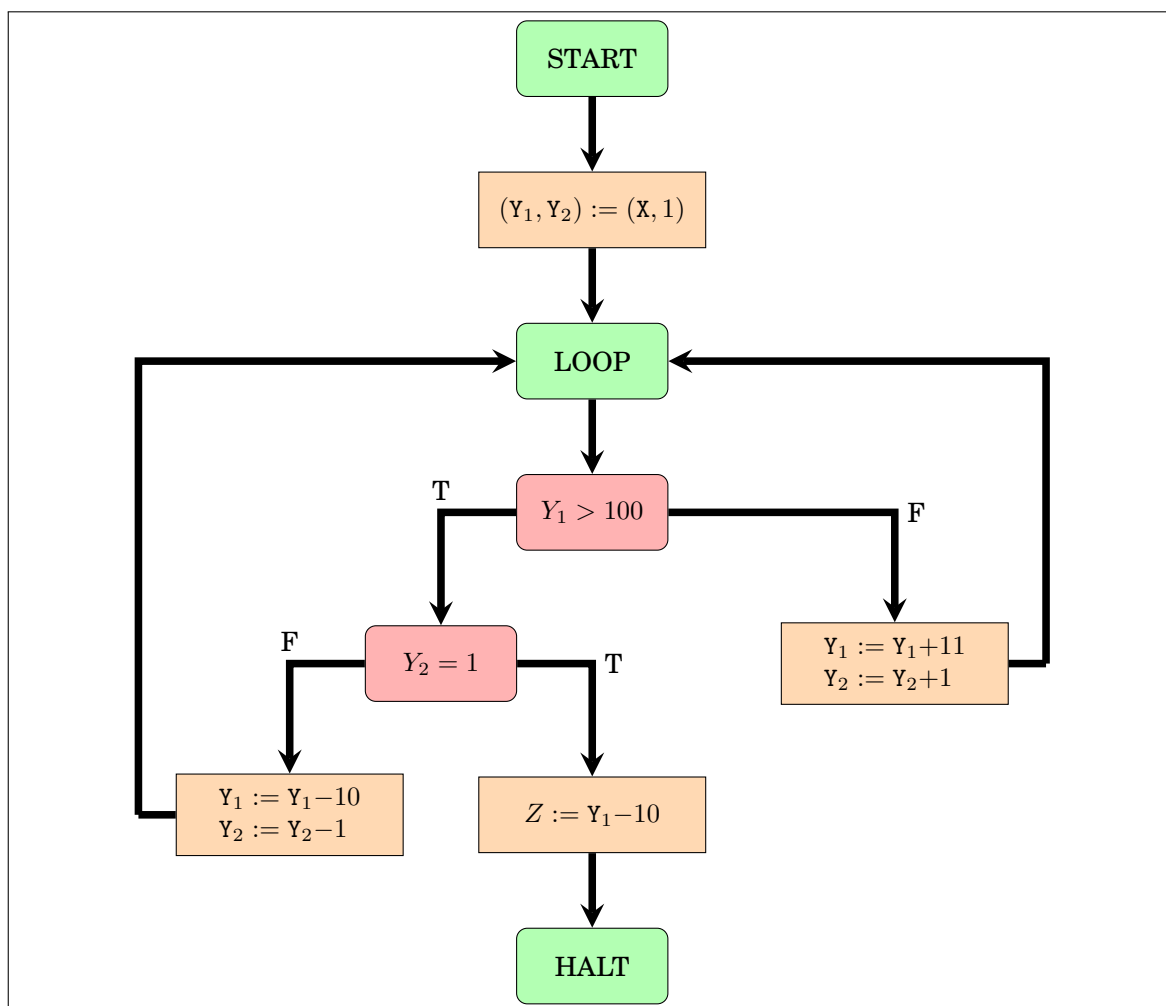 START
(Y₁, Y₂) := (X, 1)
LOOP
Y₁ > 100
T
F
Y₂ = 1
F
T
Y₁ := Y₁+11
Y₂ := Y₂+1
Y₁ := Y₁−10
Y₂ := Y₂−1
Z := Y₁−10
HALT